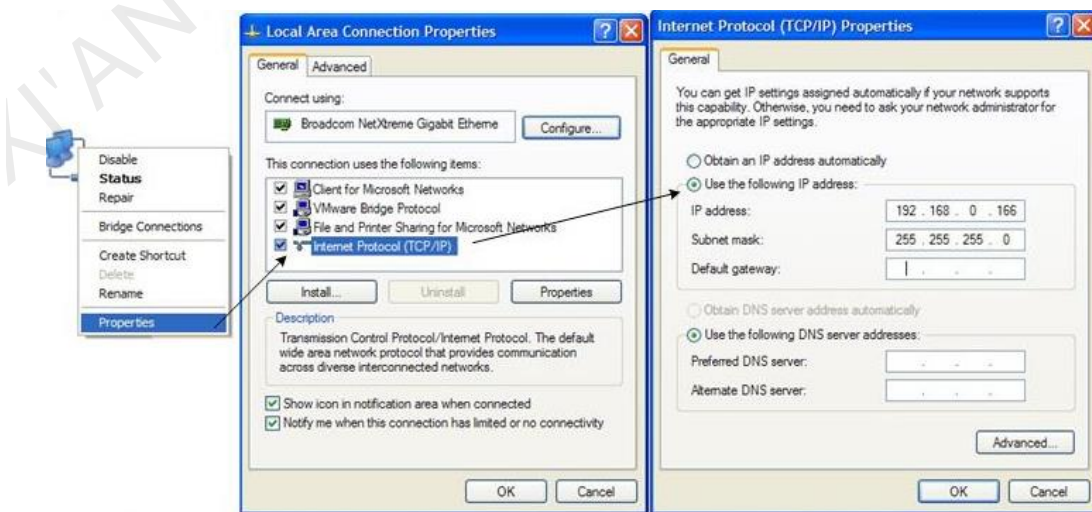 XI'AN
Disable
Status
Repair
Bridge Connections
Create Shortcut
Delete
Rename
Properties
Local Area Connection Properties
General Advanced
Connect using:
Broadcom NetXtreme Gigabit Etherne
Configure...
This connection uses the following items:
Client for Microsoft Networks
VMware Bridge Protocol
File and Printer Sharing for Microsoft Networks
Internet Protocol (TCP/IP)
Install... Uninstall Properties
Description
Transmission Control Protocol/Internet Protocol. The default
wide area network protocol that provides communication
across diverse interconnected networks.
Show icon in notification area when connected
Notify me when this connection has limited or no connectivity
OK Cancel
Internet Protocol (TCP/IP) Properties
General
You can get IP settings assigned automatically if your network supports
this capability. Otherwise, you need to ask your network administrator for
the appropriate IP settings.
Obtain an IP address automatically
Use the following IP address:
IP address: 192 . 168 . 0 . 166
Subnet mask: 255 . 255 . 255 . 0
Default gateway: . . .
Obtain DNS server address automatically
Use the following DNS server addresses:
Preferred DNS server: . . .
Alternate DNS server: . . .
Advanced...
OK Cancel